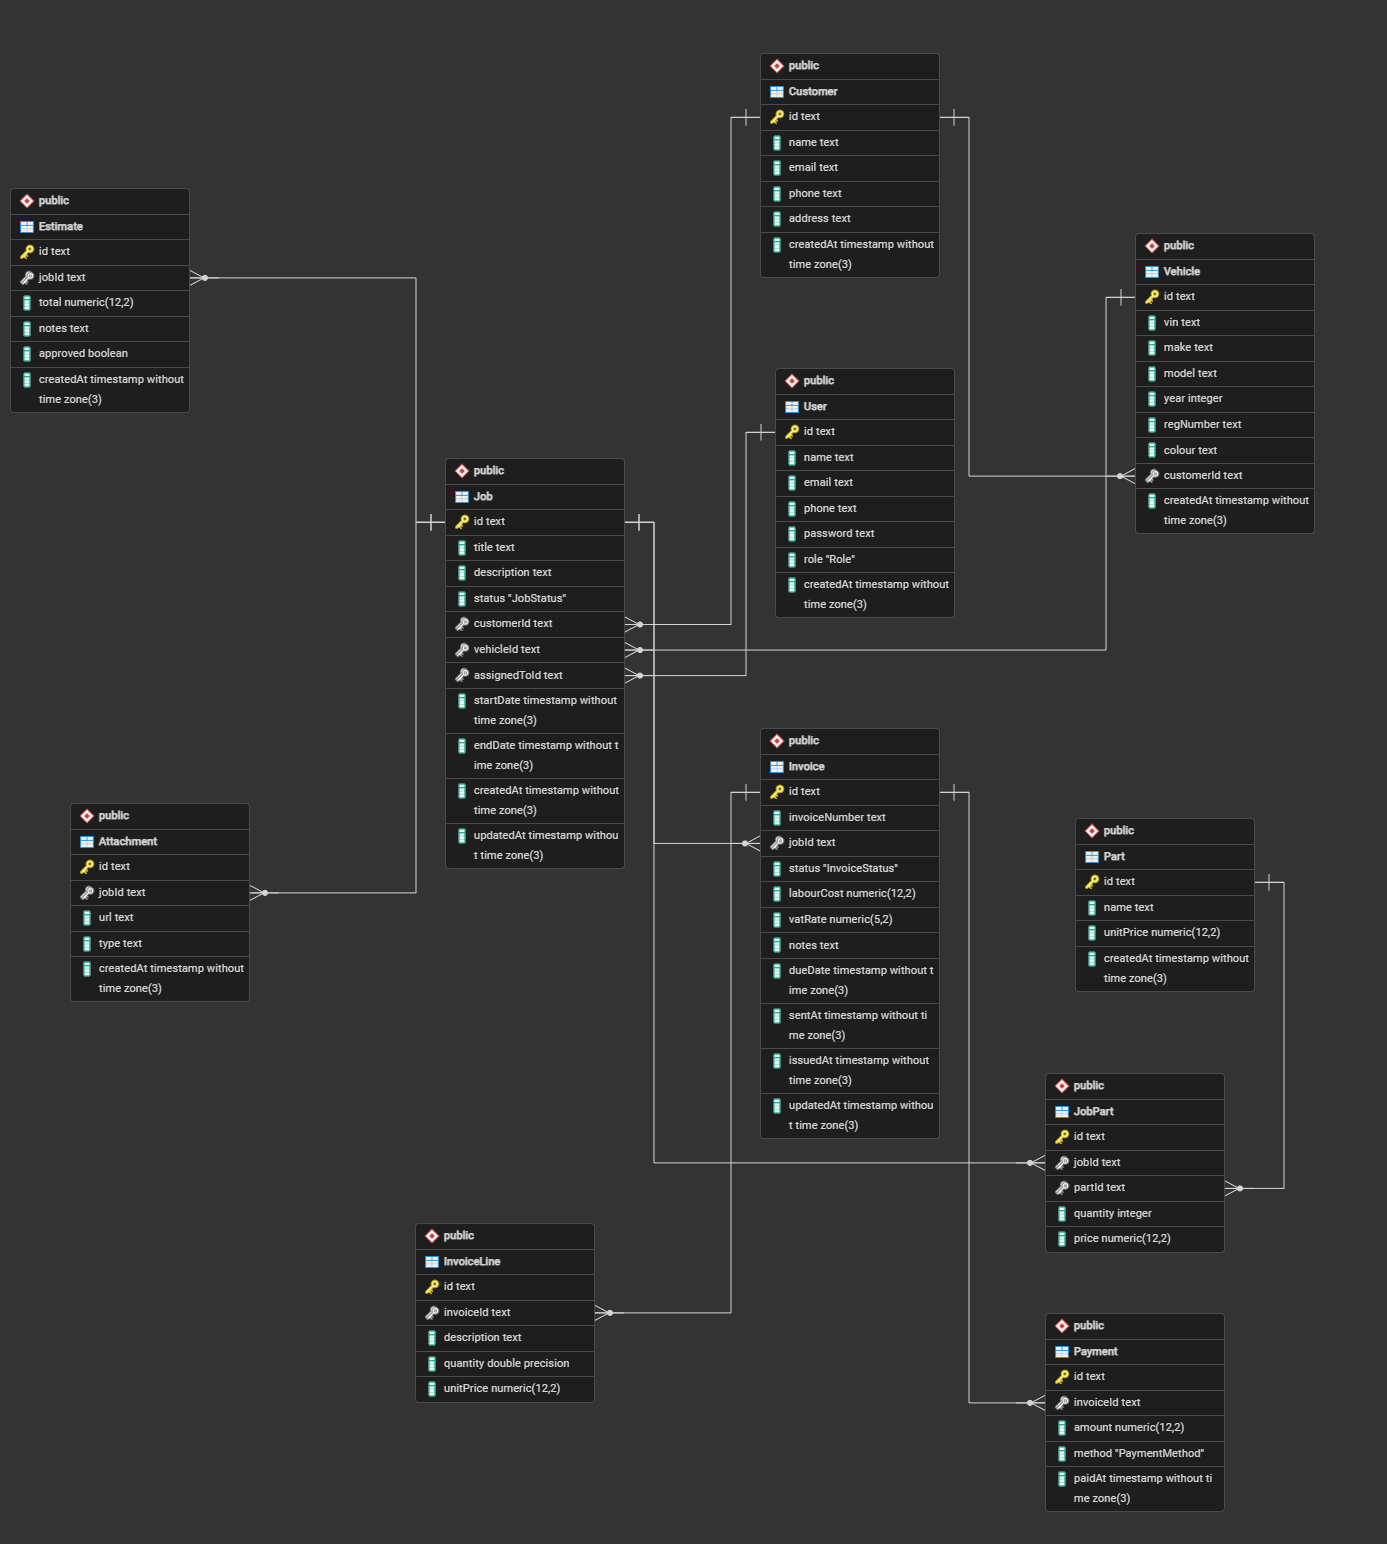 public
Customer
id text
name text
email text
phone text
address text
createdAt timestamp without
time zone(3)
public
Estimate
id text
jobId text
total numeric(12,2)
notes text
approved boolean
createdAt timestamp without
time zone(3)
public
Vehicle
id text
vin text
make text
model text
year integer
regNumber text
colour text
customerId text
createdAt timestamp without
time zone(3)
public
User
id text
name text
email text
phone text
password text
role "Role"
createdAt timestamp without
time zone(3)
public
Job
id text
title text
description text
status "JobStatus"
customerId text
vehicleId text
assignedToId text
startDate timestamp without
time zone(3)
endDate timestamp without t
ime zone(3)
createdAt timestamp without
time zone(3)
updatedAt timestamp withou
t time zone(3)
public
Invoice
id text
invoiceNumber text
jobId text
status "InvoiceStatus"
labourCost numeric(12,2)
vatRate numeric(5,2)
notes text
dueDate timestamp without t
ime zone(3)
sentAt timestamp without ti
me zone(3)
issuedAt timestamp without
time zone(3)
updatedAt timestamp withou
t time zone(3)
public
Attachment
id text
jobId text
url text
type text
createdAt timestamp without
time zone(3)
public
Part
id text
name text
unitPrice numeric(12,2)
createdAt timestamp without
time zone(3)
public
JobPart
id text
jobId text
partId text
quantity integer
price numeric(12,2)
public
InvoiceLine
id text
invoiceId text
description text
quantity double precision
unitPrice numeric(12,2)
public
Payment
id text
invoiceId text
amount numeric(12,2)
method "PaymentMethod"
paidAt timestamp without ti
me zone(3)